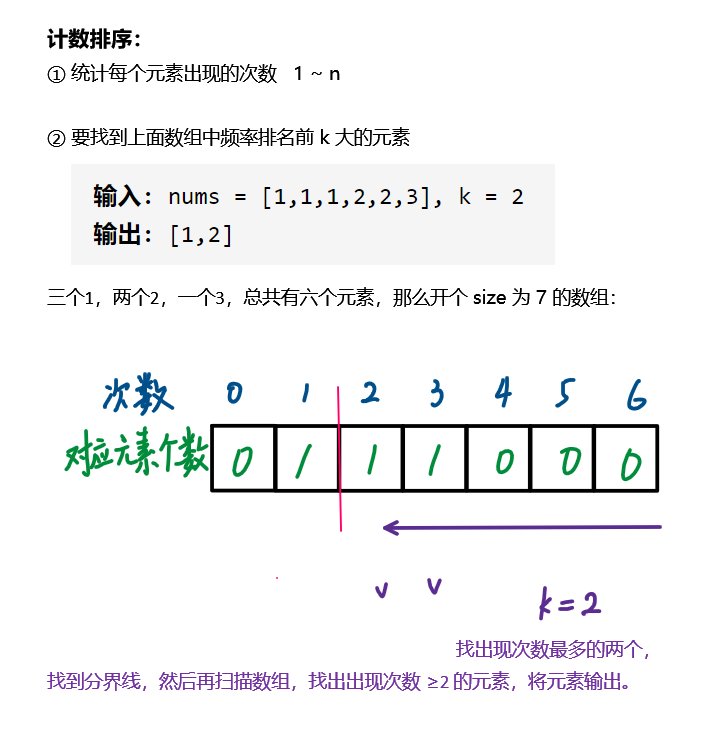 计数排序：
① 统计每个元素出现的次数 1 ~ n
② 要找到上面数组中频率排名前 k 大的元素
输入：nums = [1,1,1,2,2,3], k = 2
输出：[1,2]
三个1，两个2，一个3，总共有六个元素，那么开个 size 为 7 的数组：
次数 0 1 2 3 4 5 6
对应元素个数 0 1 1 1 0 0 0
v v k=2
找出现次数最多的两个，
找到分界线，然后再扫描数组，找出出现次数 ≥2 的元素，将元素输出。